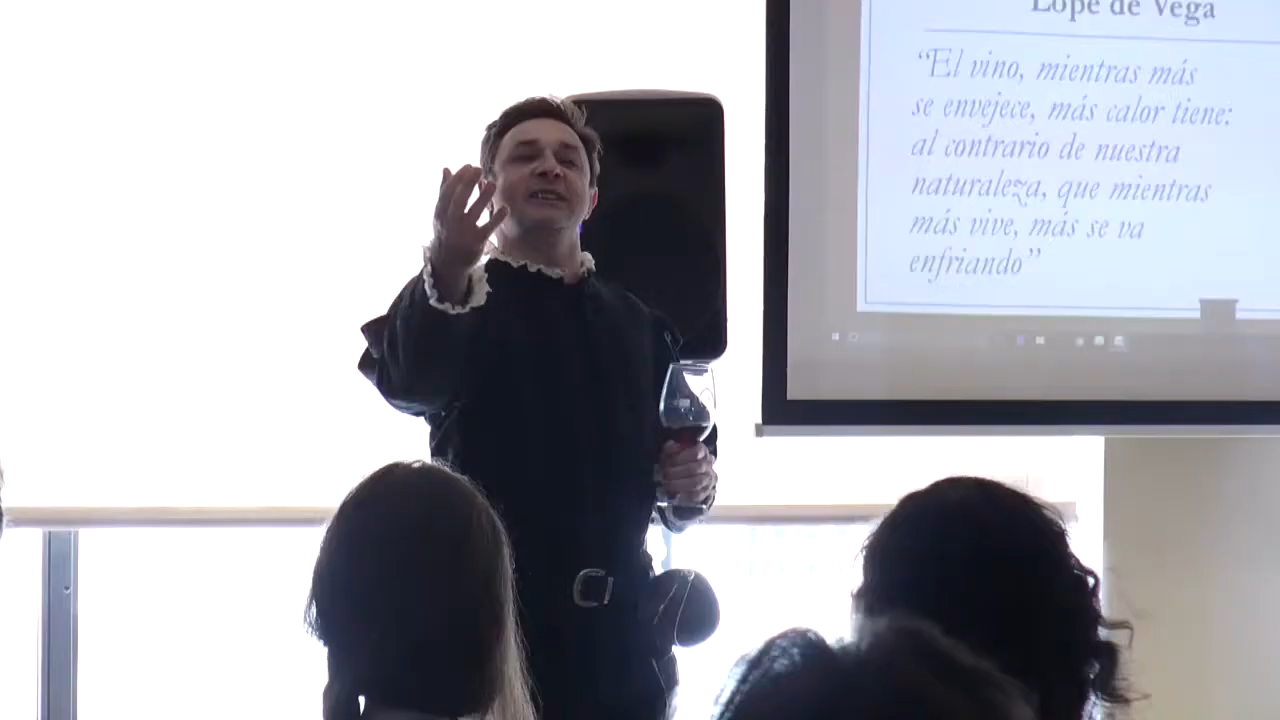 Lope de Vega
“El vino, mientras más
se envejece, más calor tiene:
al contrario de nuestra
naturaleza, que mientras
más vive, más se va
enfriando”